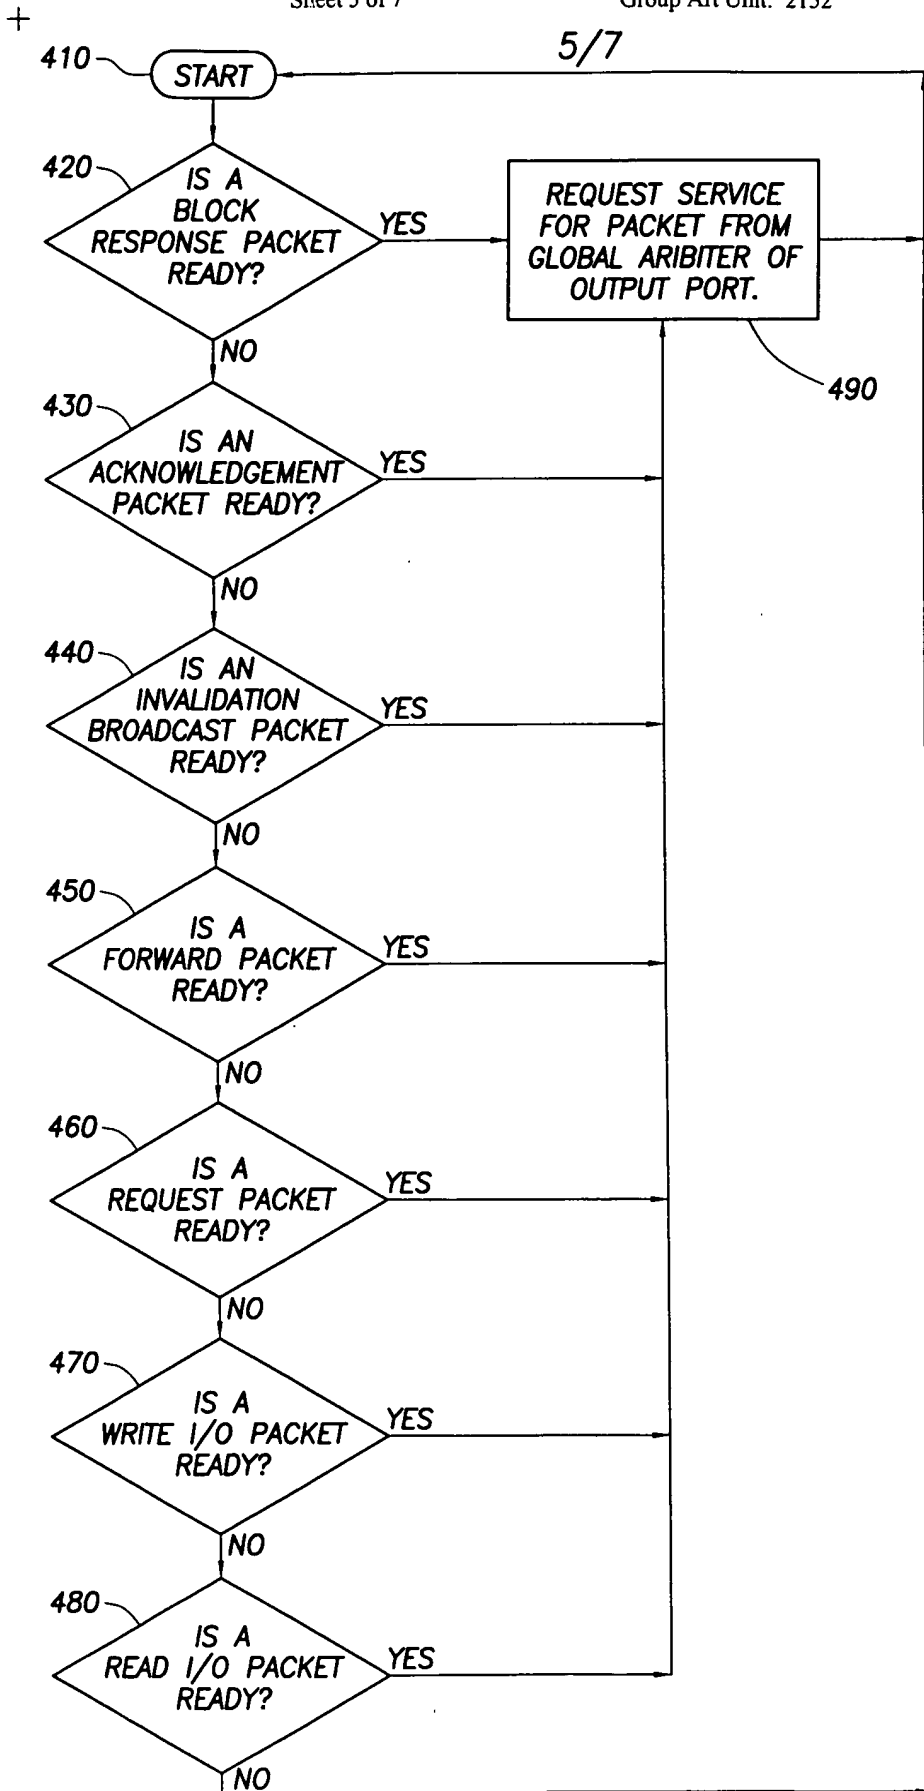 Sheet 5 of 7
Group Art Unit: 2152
5/7
410
START
420
IS A
BLOCK
RESPONSE PACKET
READY?
YES
REQUEST SERVICE
FOR PACKET FROM
GLOBAL ARIBITER OF
OUTPUT PORT.
490
NO
430
IS AN
ACKNOWLEDGEMENT
PACKET READY?
YES
NO
440
IS AN
INVALIDATION
BROADCAST PACKET
READY?
YES
NO
450
IS A
FORWARD PACKET
READY?
YES
NO
460
IS A
REQUEST PACKET
READY?
YES
NO
470
IS A
WRITE I/O PACKET
READY?
YES
NO
480
IS A
READ I/O PACKET
READY?
YES
NO